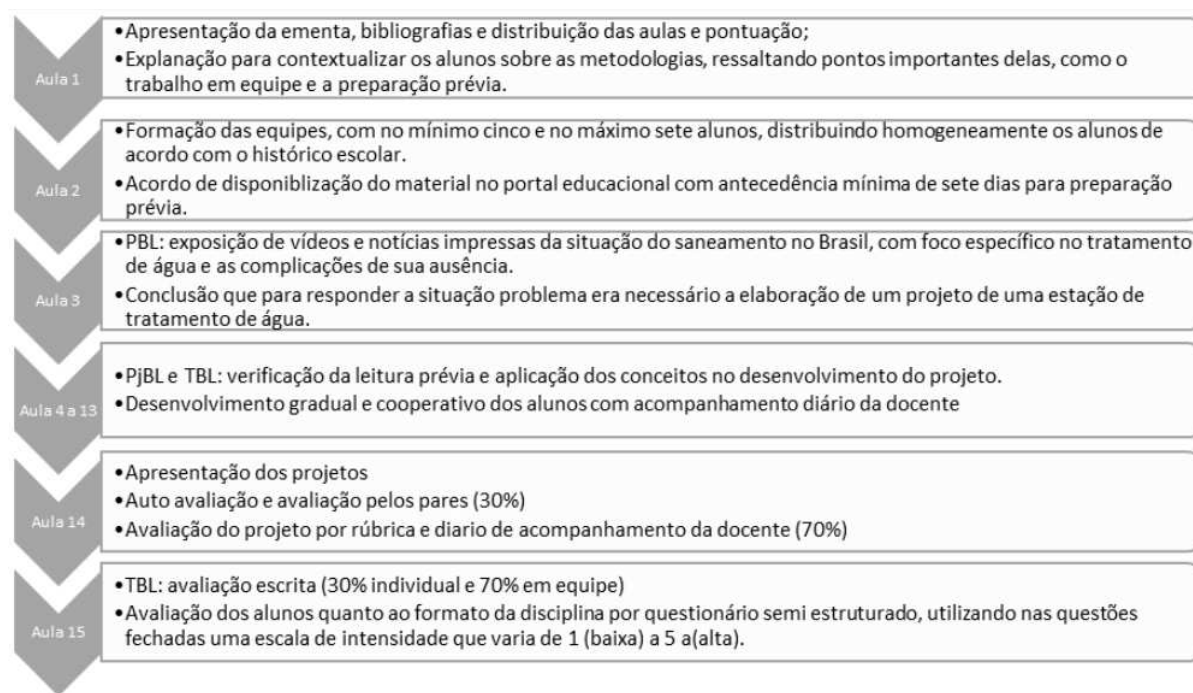 Aula 1
•Apresentação da ementa, bibliografias e distribuição das aulas e pontuação;
•Explanação para contextualizar os alunos sobre as metodologias, ressaltando pontos importantes delas, como o
trabalho em equipe e a preparação prévia.
Aula 2
•Formação das equipes, com no mínimo cinco e no máximo sete alunos, distribuindo homogeneamente os alunos de
acordo com o histórico escolar.
•Acordo de disponiblização do material no portal educacional com antecedência mínima de sete dias para preparação
prévia.
Aula 3
•PBL: exposição de vídeos e notícias impressas da situação do saneamento no Brasil, com foco específico no tratamento
de água e as complicações de sua ausência.
•Conclusão que para responder a situação problema era necessário a elaboração de um projeto de uma estação de
tratamento de água.
Aula 4 a 13
•PjBL e TBL: verificação da leitura prévia e aplicação dos conceitos no desenvolvimento do projeto.
•Desenvolvimento gradual e cooperativo dos alunos com acompanhamento diário da docente
Aula 14
•Apresentação dos projetos
•Auto avaliação e avaliação pelos pares (30%)
•Avaliação do projeto por rúbrica e diario de acompanhamento da docente (70%)
Aula 15
•TBL: avaliação escrita (30% individual e 70% em equipe)
•Avaliação dos alunos quanto ao formato da disciplina por questionário semi estruturado, utilizando nas questões
fechadas uma escala de intensidade que varia de 1 (baixa) a 5 a(alta).